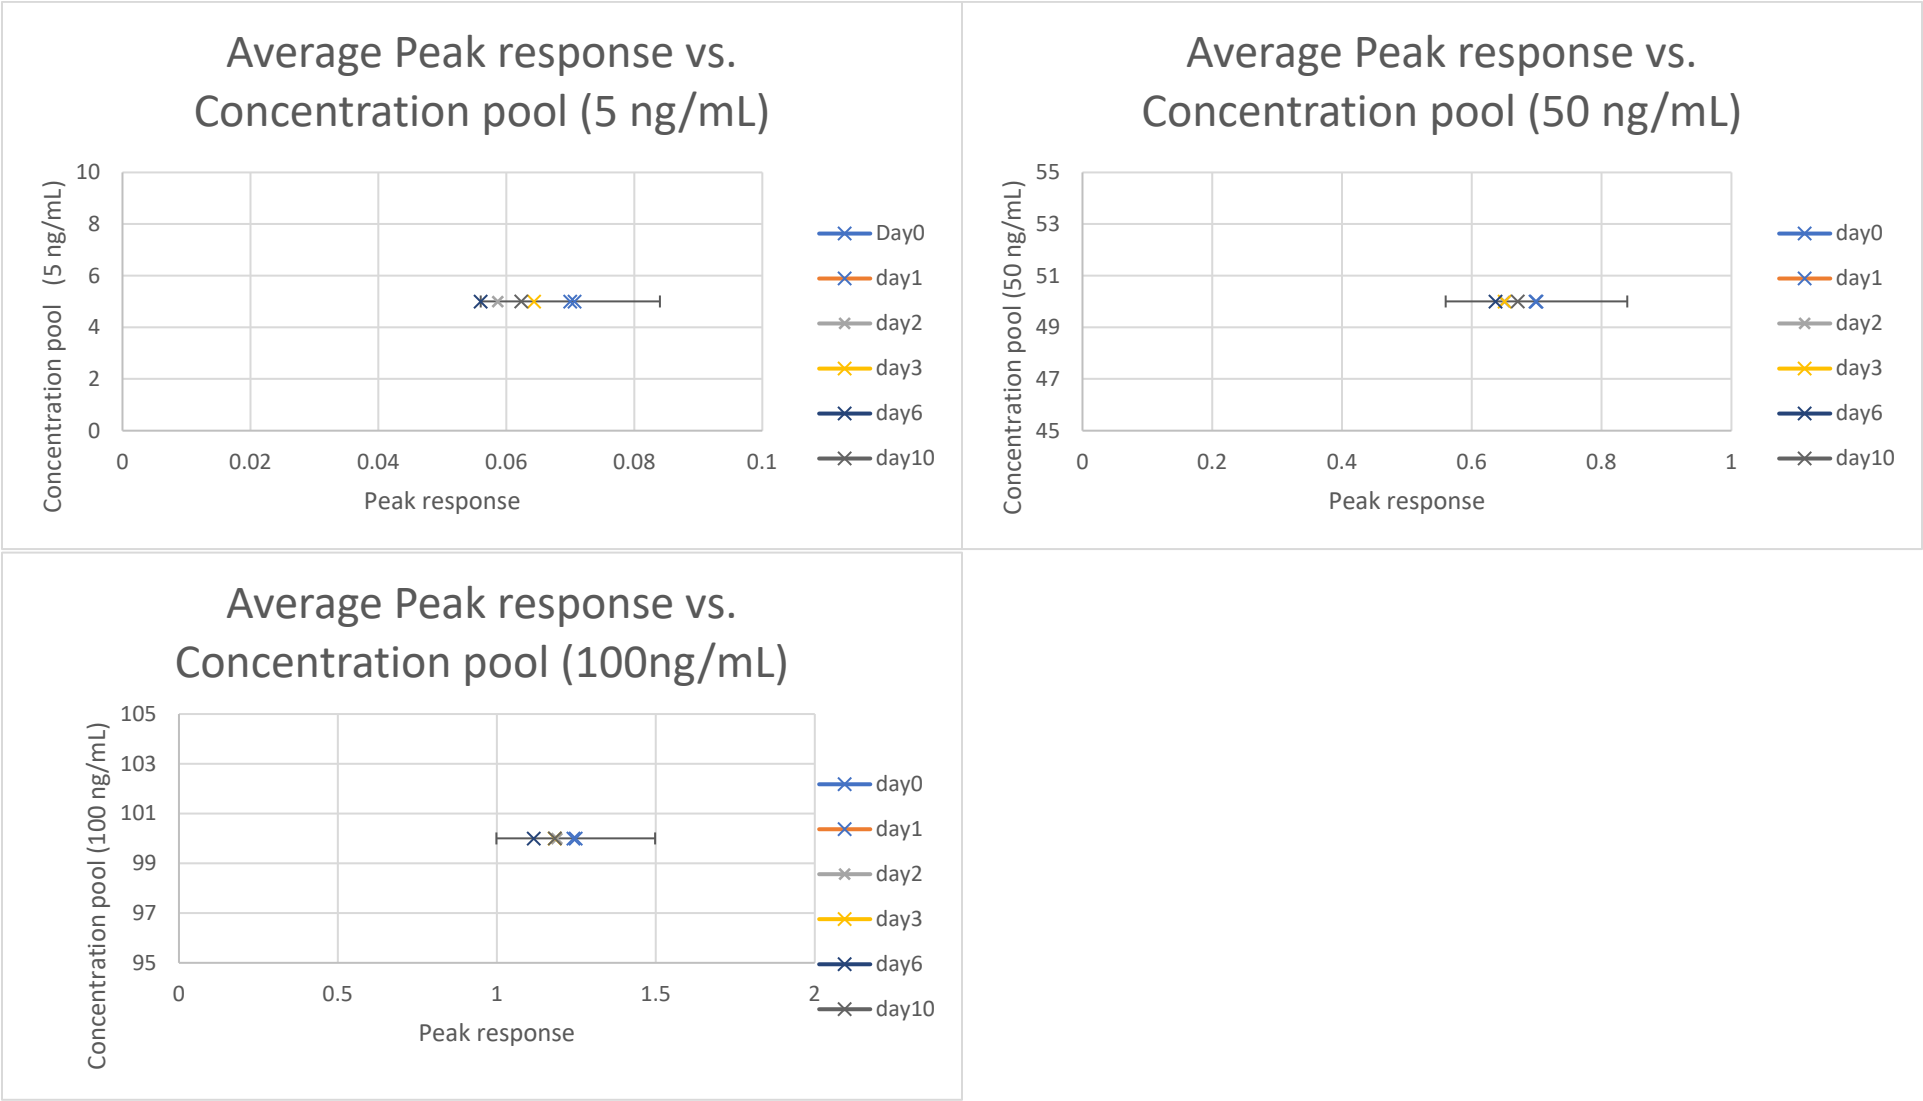 Average Peak response vs.
Concentration pool (5 ng/mL)
Concentration pool  (5 ng/mL)
10
8
6
4
2
0
0 0.02 0.04 0.06 0.08 0.1
Peak response
Day0
day1
day2
day3
day6
day10
Average Peak response vs.
Concentration pool (50 ng/mL)
Concentration pool (50 ng/mL)
55
53
51
49
47
45
0 0.2 0.4 0.6 0.8 1
Peak response
day0
day1
day2
day3
day6
day10
Average Peak response vs.
Concentration pool (100ng/mL)
Concentration pool (100 ng/mL)
105
103
101
99
97
95
0 0.5 1 1.5 2
Peak response
day0
day1
day2
day3
day6
day10